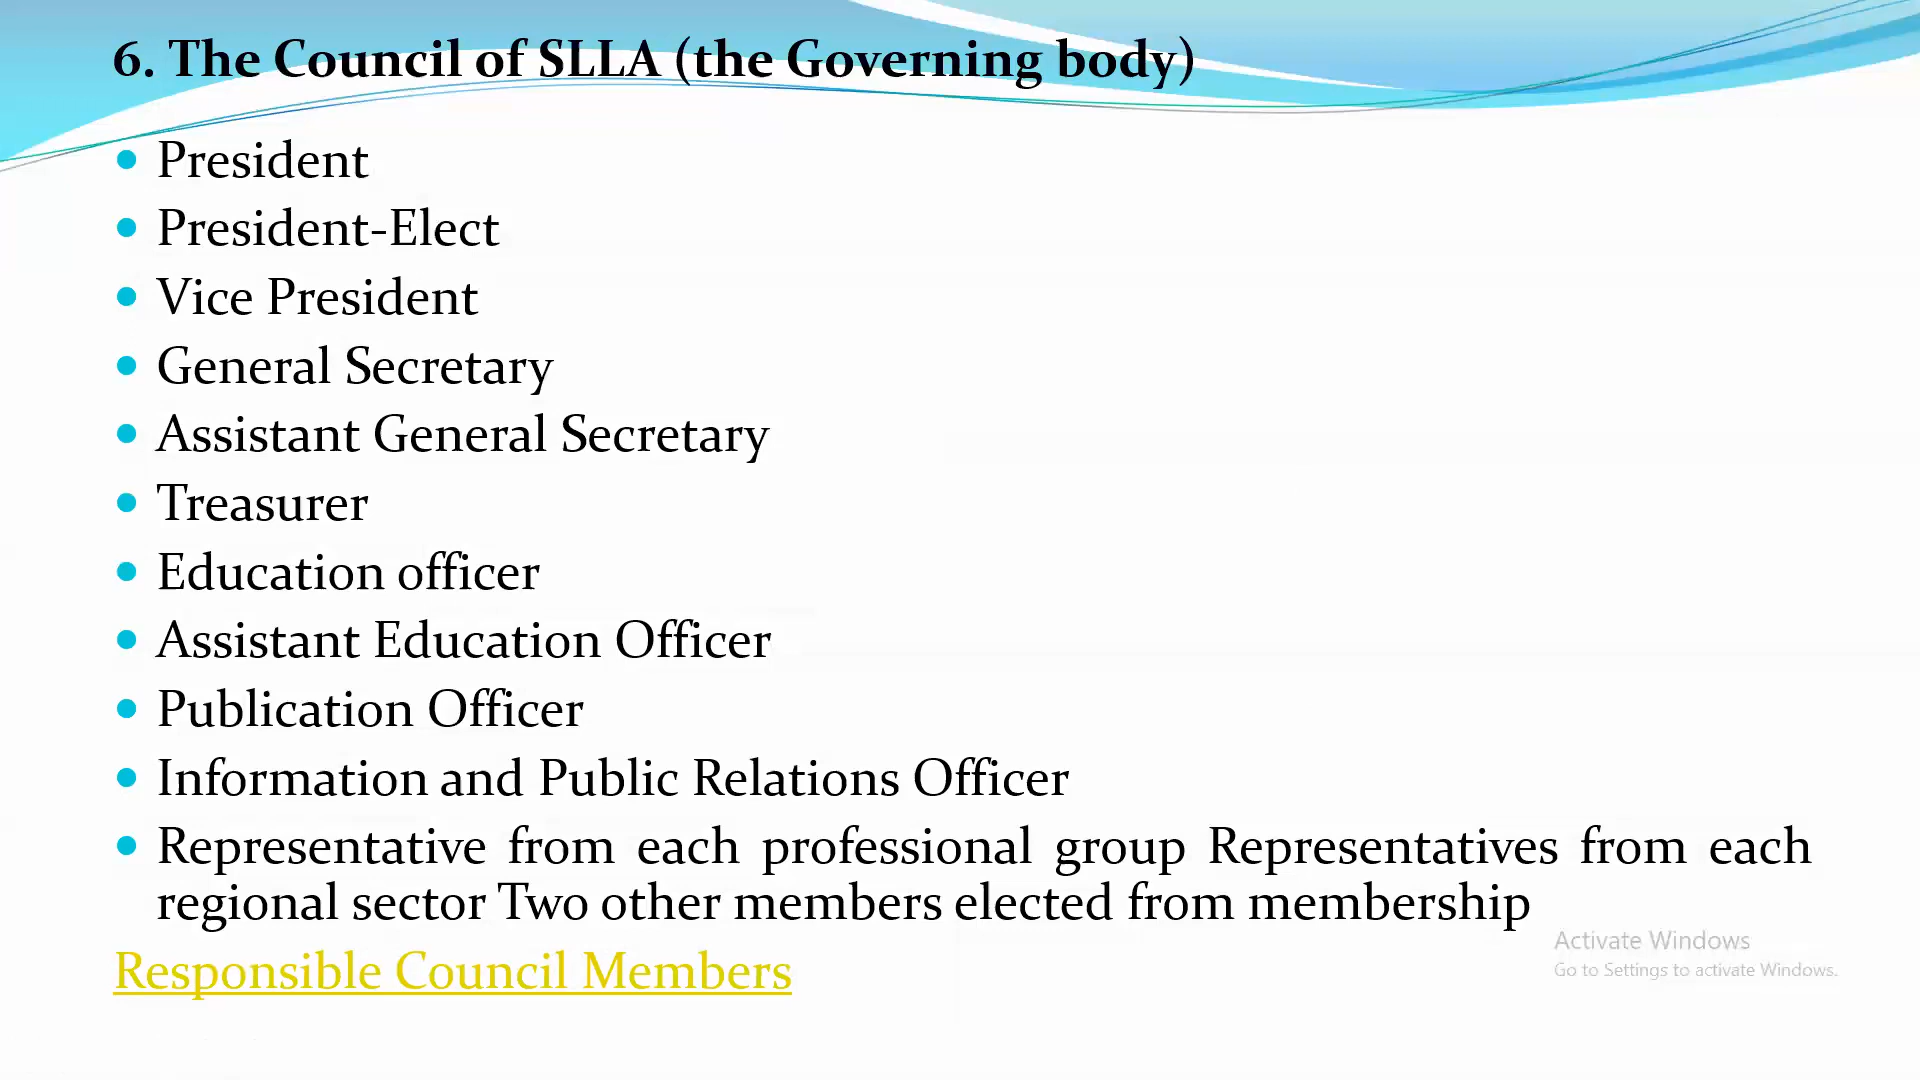 6. The Council of SLLA (the Governing body)
• President
• President-Elect
• Vice President
• General Secretary
• Assistant General Secretary
• Treasurer
• Education officer
• Assistant Education Officer
• Publication Officer
• Information and Public Relations Officer
• Representative from each professional group Representatives from each
regional sector Two other members elected from membership
Responsible Council Members
Activate Windows
Go to Settings to activate Windows.